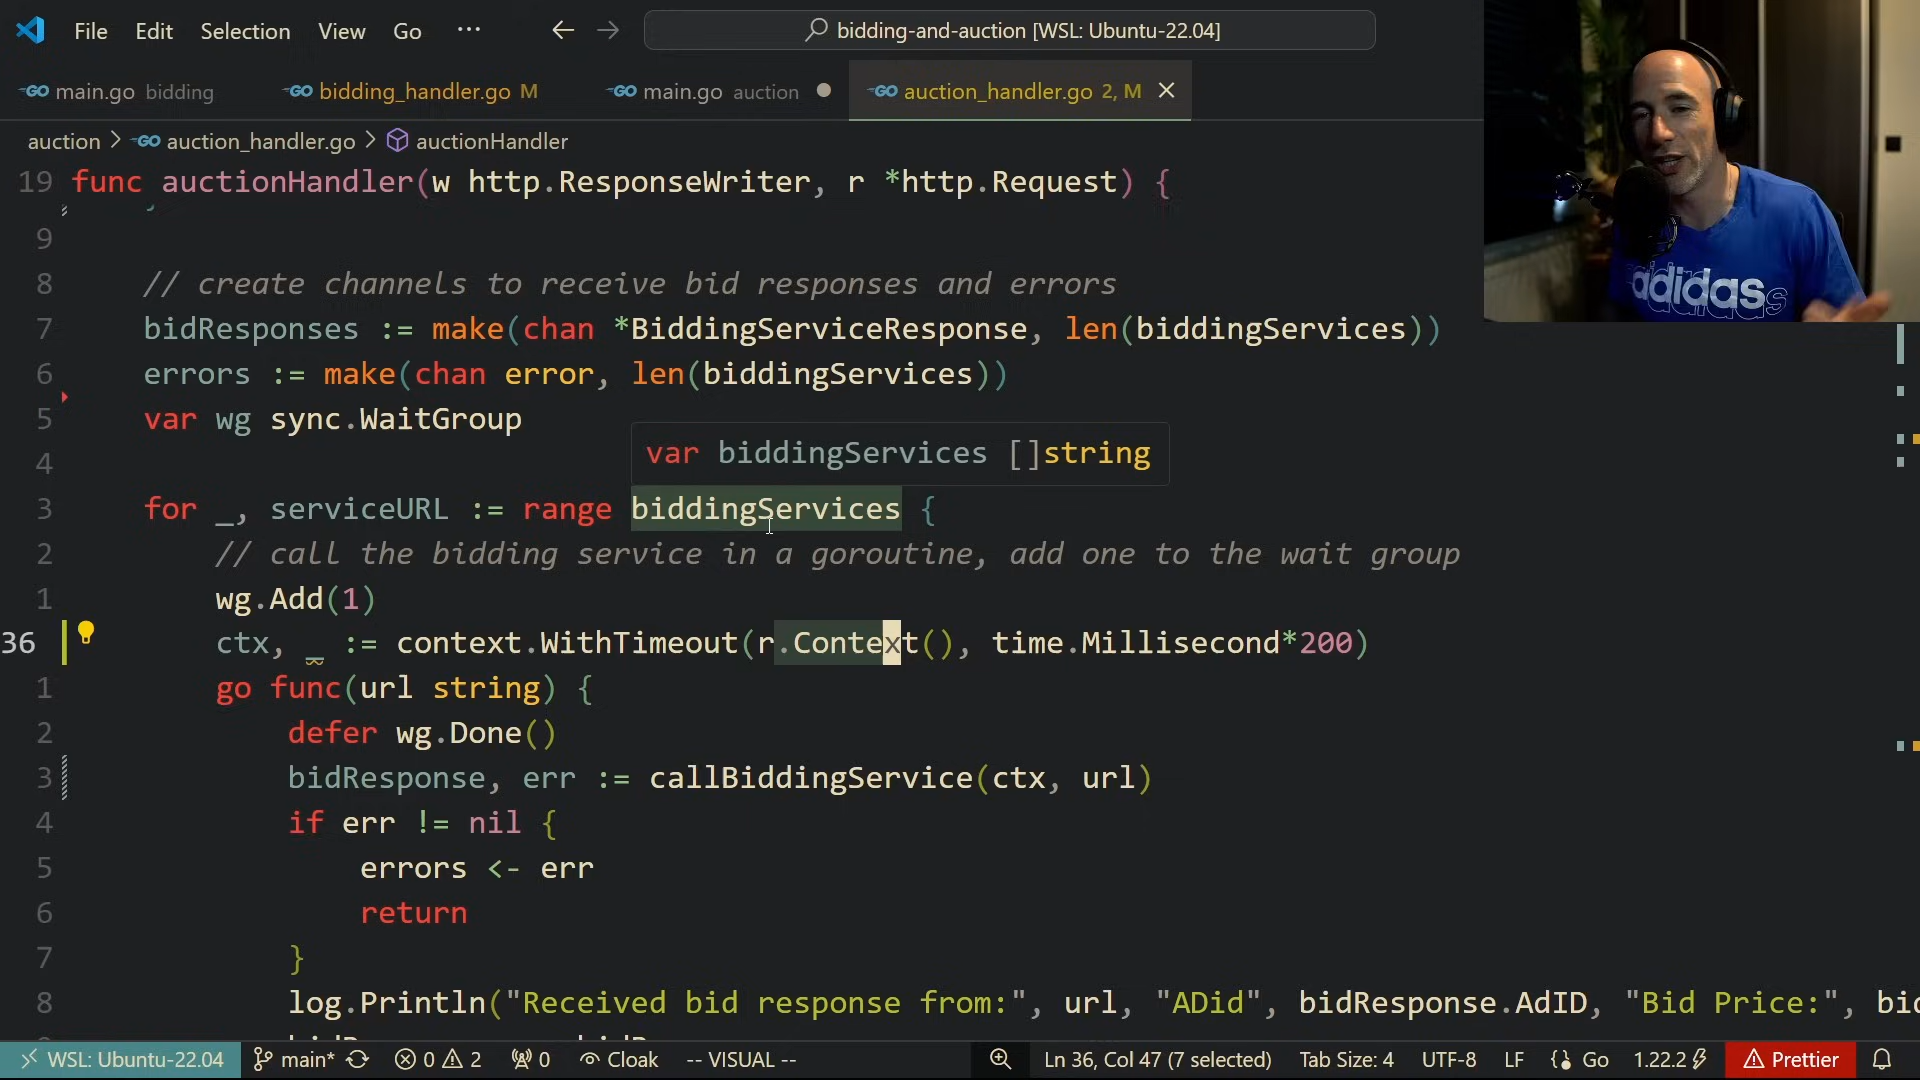 File Edit Selection View Go ··· bidding-and-auction [WSL: Ubuntu-22.04]
GO main.go bidding GO bidding_handler.go M GO main.go auction GO auction_handler.go 2, M
auction > GO auction_handler.go > auctionHandler
19 func auctionHandler(w http.ResponseWriter, r *http.Request) {
9
8 // create channels to receive bid responses and errors
7 bidResponses := make(chan *BiddingServiceResponse, len(biddingServices))
6 errors := make(chan error, len(biddingServices))
5 var wg sync.WaitGroup
4
var biddingServices []string
3 for _, serviceURL := range biddingServices {
2 // call the bidding service in a goroutine, add one to the wait group
1 wg.Add(1)
36 ctx, _ := context.WithTimeout(r.Context(), time.Millisecond*200)
1 go func(url string) {
2 defer wg.Done()
3 bidResponse, err := callBiddingService(ctx, url)
4 if err != nil {
5 errors <- err
6 return
7 }
8 log.Println("Received bid response from:", url, "ADid", bidResponse.AdID, "Bid Price:",
WSL: Ubuntu-22.04 main* 0 2 0 Cloak -- VISUAL -- Ln 36, Col 47 (7 selected) Tab Size: 4 UTF-8 LF Go 1.22.2 Prettier
adidas